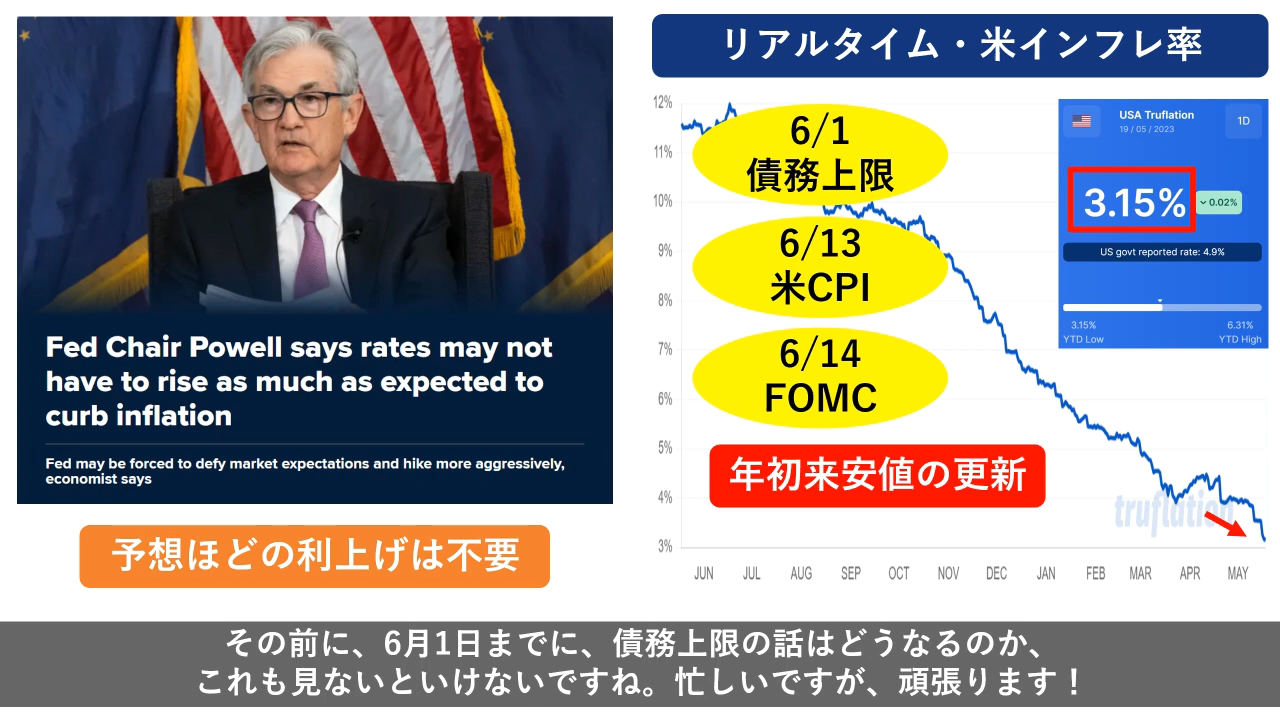 Fed Chair Powell says rates may not
have to rise as much as expected to
curb inflation
Fed may be forced to defy market expectations and hike more aggressively,
economist says
予想ほどの利上げは不要
リアルタイム・米インフレ率
12%
11%
10%
9%
8%
7%
6%
5%
4%
3%
6/1
債務上限
6/13
米CPI
6/14
FOMC
年初来安値の更新
USA Truflation
19 / 05 / 2023
1D
3.15%
0.02%
US govt reported rate: 4.9%
3.15%
6.31%
YTD Low
YTD High
truflation
JUN JUL AUG SEP OCT NOV DEC JAN FEB MAR APR MAY
その前に、6月1日までに、債務上限の話はどうなるのか、
これも見ないといけないですね。忙しいですが、頑張ります！